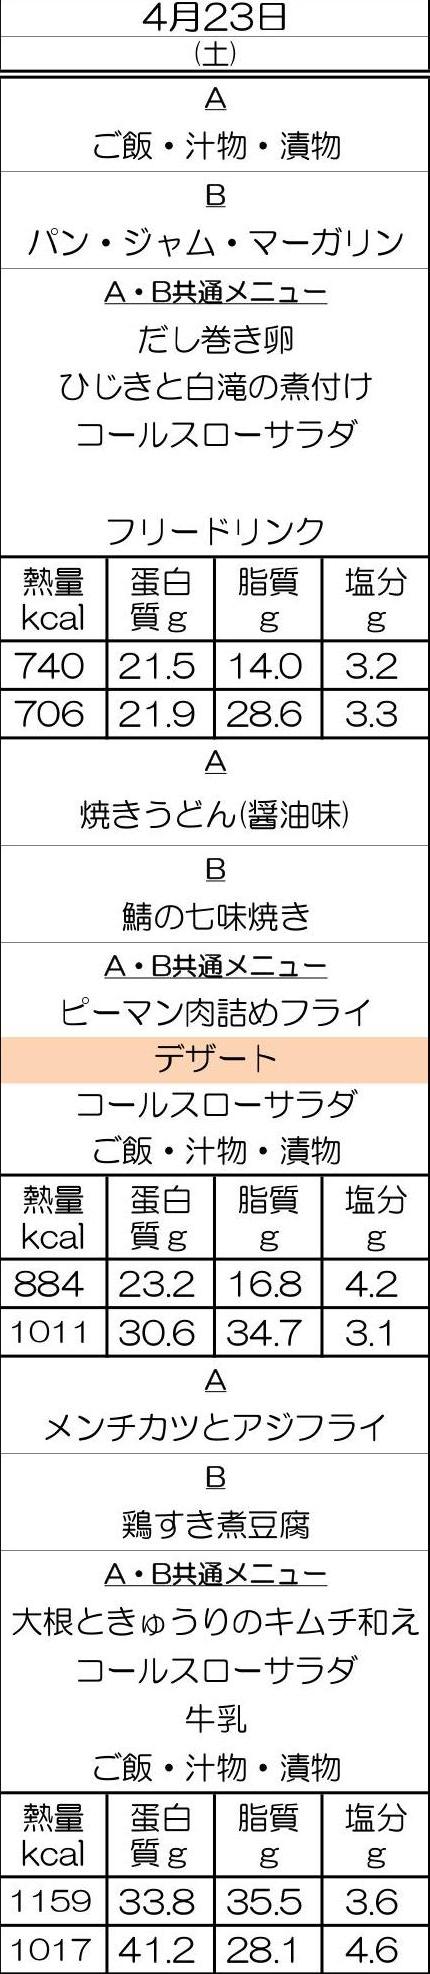 4月23日
(土)
A
ご飯・汁物・漬物
B
パン・ジャム・マーガリン
A・B共通メニュー
だし巻き卵
ひじきと白滝の煮付け
コールスローサラダ
フリードリンク
熱量 蛋白 脂質 塩分
kcal 質g g g
740 21.5 14.0 3.2
706 21.9 28.6 3.3
A
焼きうどん(醤油味)
B
鯖の七味焼き
A・B共通メニュー
ピーマン肉詰めフライ
デザート
コールスローサラダ
ご飯・汁物・漬物
熱量 蛋白 脂質 塩分
kcal 質g g g
884 23.2 16.8 4.2
1011 30.6 34.7 3.1
A
メンチカツとアジフライ
B
鶏すき煮豆腐
A・B共通メニュー
大根ときゅうりのキムチ和え
コールスローサラダ
牛乳
ご飯・汁物・漬物
熱量 蛋白 脂質 塩分
kcal 質g g g
1159 33.8 35.5 3.6
1017 41.2 28.1 4.6